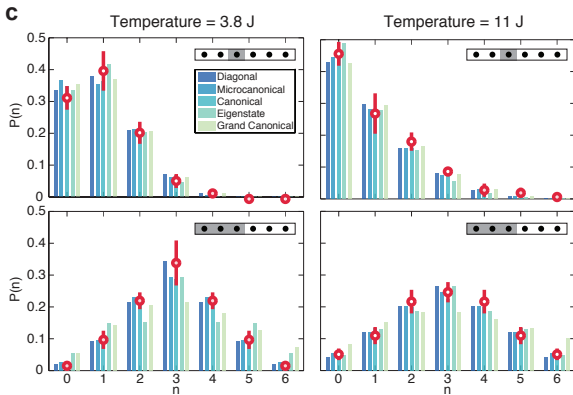 c
Temperature = 3.8 J
Temperature = 11 J
0.5
0.4
0.3
0.2
0.1
0
P(n)
Diagonal
Microcanonical
Canonical
Eigenstate
Grand Canonical
0.5
0.4
0.3
0.2
0.1
0
P(n)
0 1 2 3 4 5 6
n
0 1 2 3 4 5 6
n